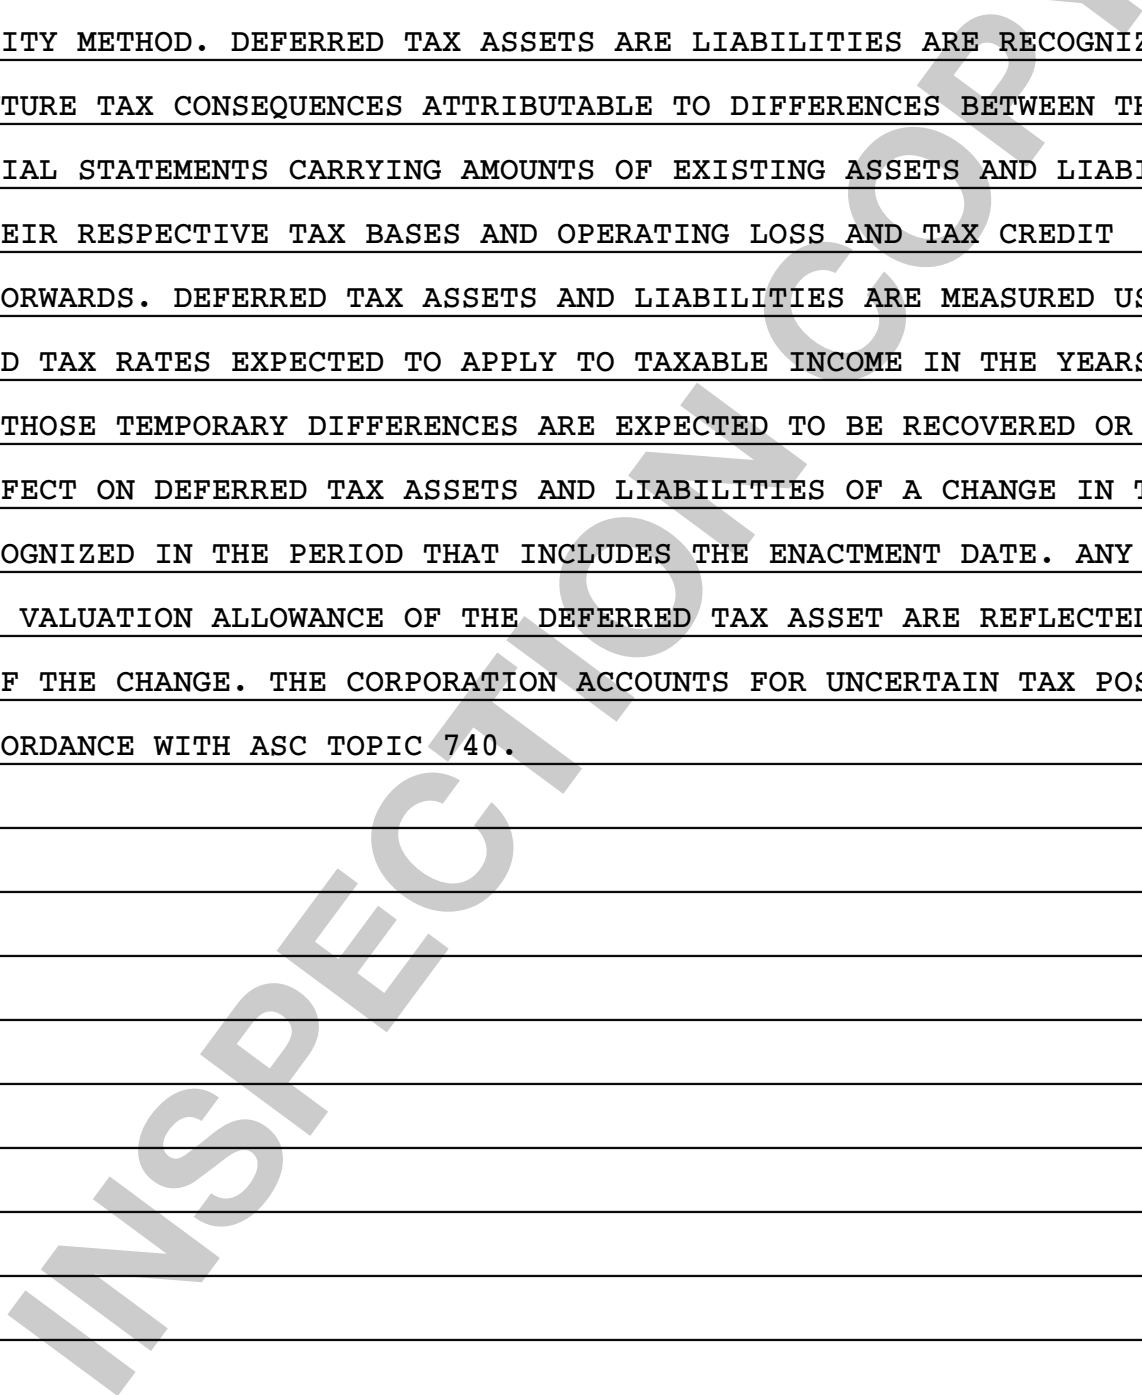 ITY METHOD. DEFERRED TAX ASSETS ARE LIABILITIES ARE RECOGNIZ
TURE TAX CONSEQUENCES ATTRIBUTABLE TO DIFFERENCES BETWEEN TH
IAL STATEMENTS CARRYING AMOUNTS OF EXISTING ASSETS AND LIABI
EIR RESPECTIVE TAX BASES AND OPERATING LOSS AND TAX CREDIT
ORWARDS. DEFERRED TAX ASSETS AND LIABILITIES ARE MEASURED US
D TAX RATES EXPECTED TO APPLY TO TAXABLE INCOME IN THE YEARS
THOSE TEMPORARY DIFFERENCES ARE EXPECTED TO BE RECOVERED OR
FECT ON DEFERRED TAX ASSETS AND LIABILITIES OF A CHANGE IN T
OGNIZED IN THE PERIOD THAT INCLUDES THE ENACTMENT DATE. ANY
VALUATION ALLOWANCE OF THE DEFERRED TAX ASSET ARE REFLECTED
F THE CHANGE. THE CORPORATION ACCOUNTS FOR UNCERTAIN TAX POS
ORDANCE WITH ASC TOPIC 740.
INSPECTION COPY